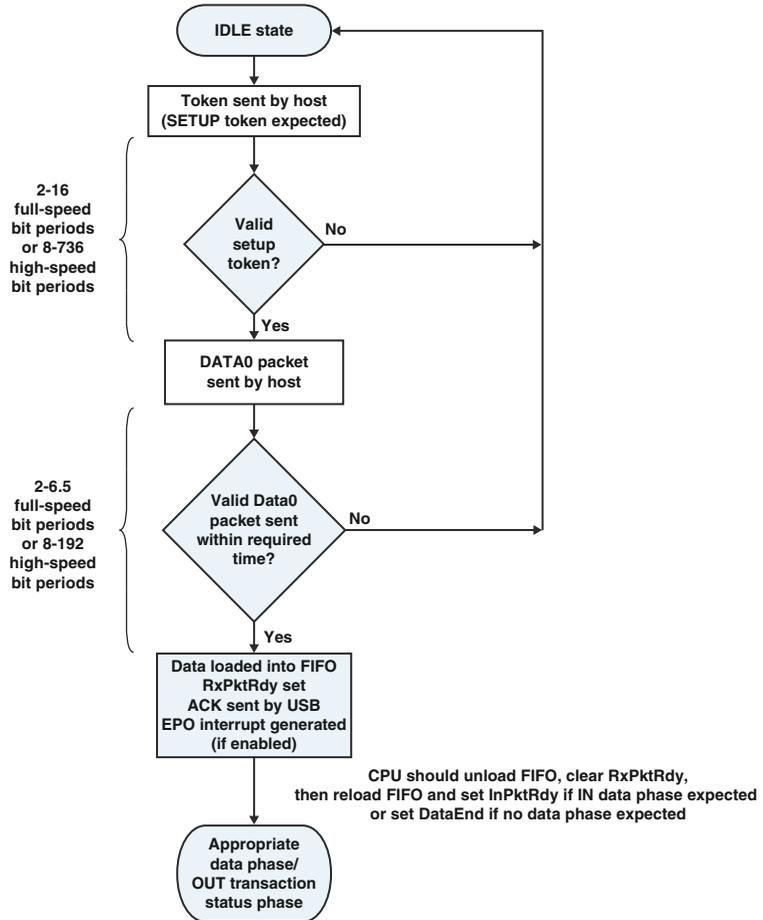 IDLE state
Token sent by host
(SETUP token expected)
2-16
full-speed
bit periods
or 8-736
high-speed
bit periods
Valid
setup
token?
No
Yes
DATA0 packet
sent by host
2-6.5
full-speed
bit periods
or 8-192
high-speed
bit periods
Valid Data0
packet sent
within required
time?
No
Yes
Data loaded into FIFO
RxPktRdy set
ACK sent by USB
EPO interrupt generated
(if enabled)
CPU should unload FIFO, clear RxPktRdy,
then reload FIFO and set InPktRdy if IN data phase expected
or set DataEnd if no data phase expected
Appropriate
data phase/
OUT transaction
status phase